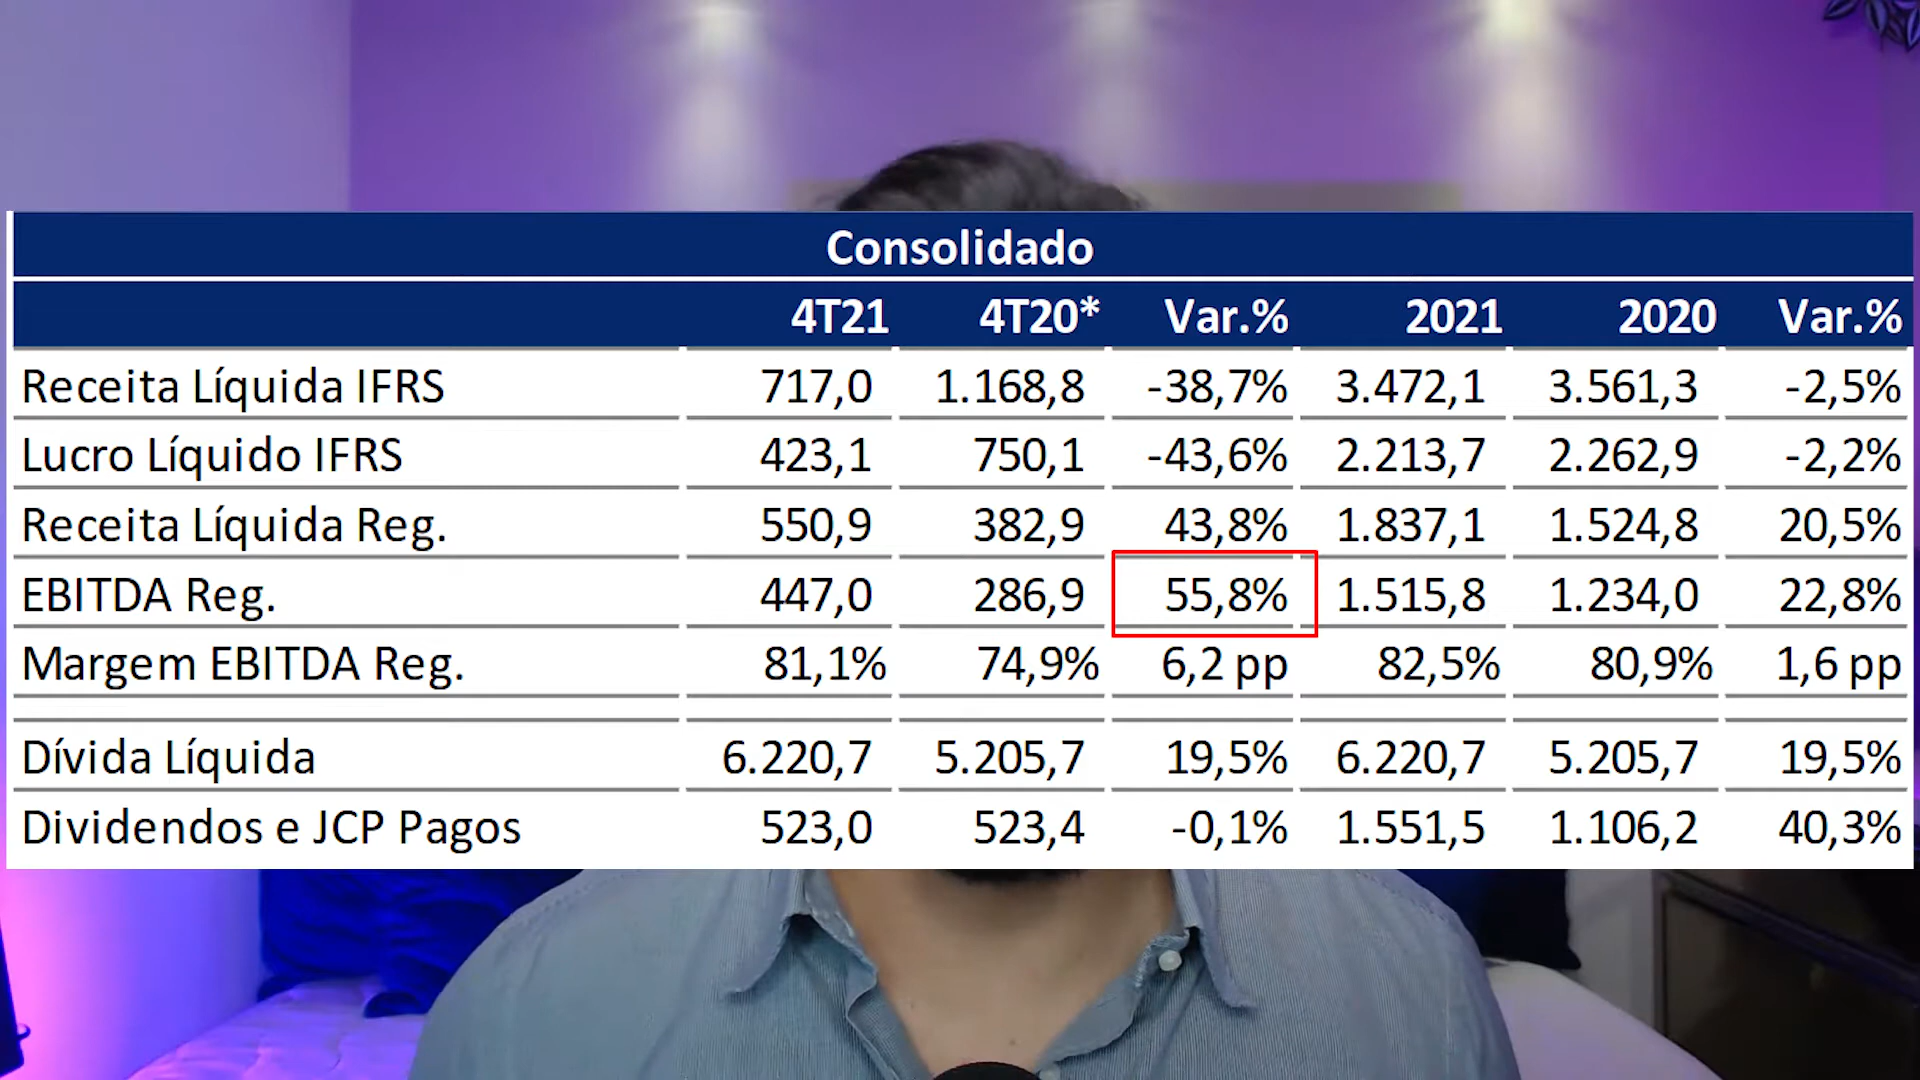 Consolidado
4T21 4T20* Var.% 2021 2020 Var.%
Receita Líquida IFRS 717,0 1.168,8 -38,7% 3.472,1 3.561,3 -2,5%
Lucro Líquido IFRS 423,1 750,1 -43,6% 2.213,7 2.262,9 -2,2%
Receita Líquida Reg. 550,9 382,9 43,8% 1.837,1 1.524,8 20,5%
EBITDA Reg. 447,0 286,9 55,8% 1.515,8 1.234,0 22,8%
Margem EBITDA Reg. 81,1% 74,9% 6,2 pp 82,5% 80,9% 1,6 pp
Dívida Líquida 6.220,7 5.205,7 19,5% 6.220,7 5.205,7 19,5%
Dividendos e JCP Pagos 523,0 523,4 -0,1% 1.551,5 1.106,2 40,3%